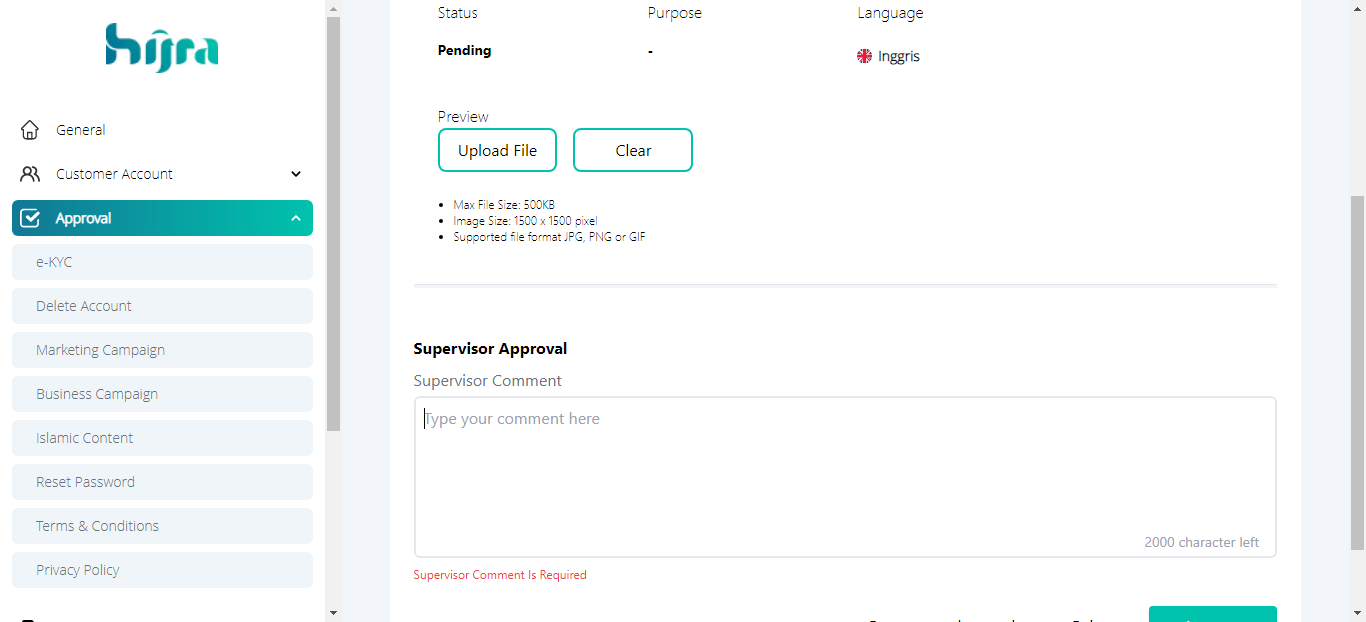 hijra
General
Customer Account
Approval
e-KYC
Delete Account
Marketing Campaign
Business Campaign
Islamic Content
Reset Password
Terms & Conditions
Privacy Policy
Status Purpose Language
Pending - Inggris
Preview
Upload File Clear
Max File Size: 500KB
Image Size: 1500 x 1500 pixel
Supported file format JPG, PNG or GIF
Supervisor Approval
Supervisor Comment
Type your comment here
2000 character left
Supervisor Comment Is Required